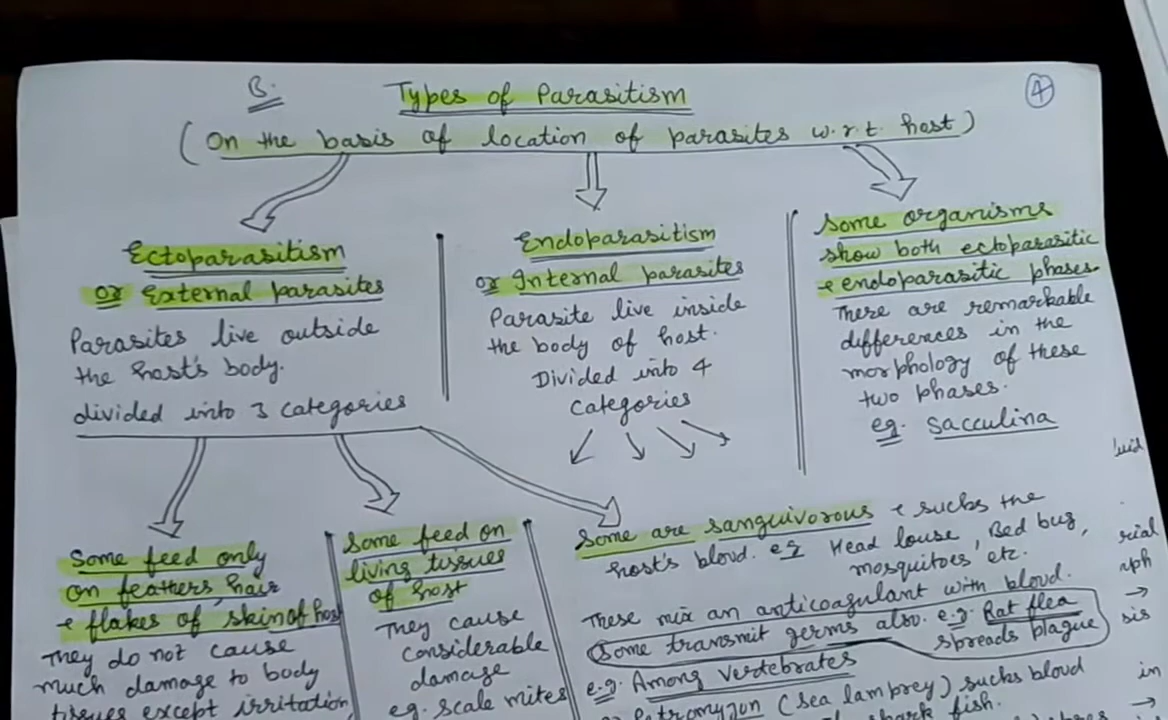 B. Types of Parasitism
4
(On the basis of location of parasites w.r.t. host)
Ectoparasitism
or External parasites
Parasites live outside
the host's body.
divided into 3 categories
Endoparasitism
or Internal parasites
Parasite live inside
the body of host.
Divided into 4
categories
Some organisms
show both ectoparasitic
& endoparasitic phases.
There are remarkable
differences in the
morphology of these
two phases.
eg. Sacculina
Some feed only
on feathers, hair
& flakes of skin of host
They do not cause
much damage to body
tissues except irritation
Some feed on
living tissues
of host
They cause
considerable
damage
eg. Scale mites
Some are sanguivorous & sucks the
host's blood. eg Head louse, Bed bug,
mosquitoes etc.
These mix an anticoagulant with blood.
Some transmit germs also. e.g. Rat flea
spreads plague
e.g. Among vertebrates
Petromyzon (sea lamprey) sucks blood
shark fish.